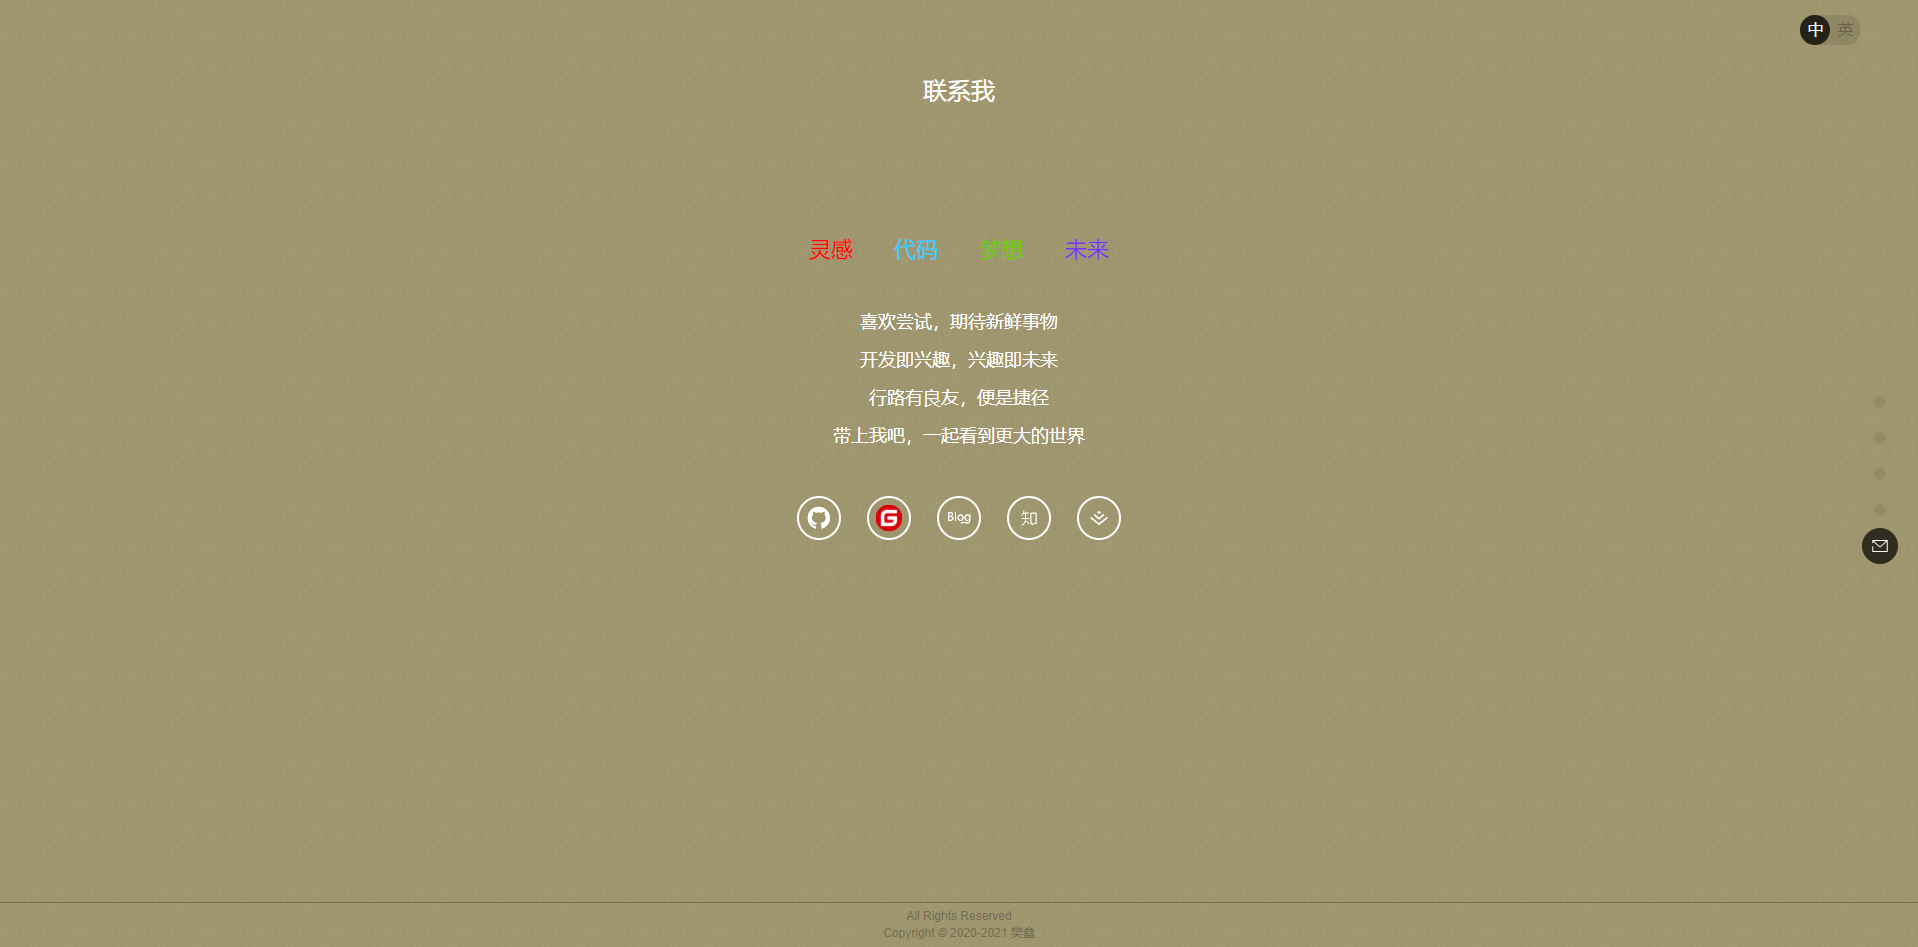 中 英
联系我
灵感 代码 梦想 未来
喜欢尝试，期待新鲜事物
开发即兴趣，兴趣即未来
行路有良友，便是捷径
带上我吧，一起看到更大的世界
G Blog 知
All Rights Reserved
Copyright © 2020-2021 樊鑫